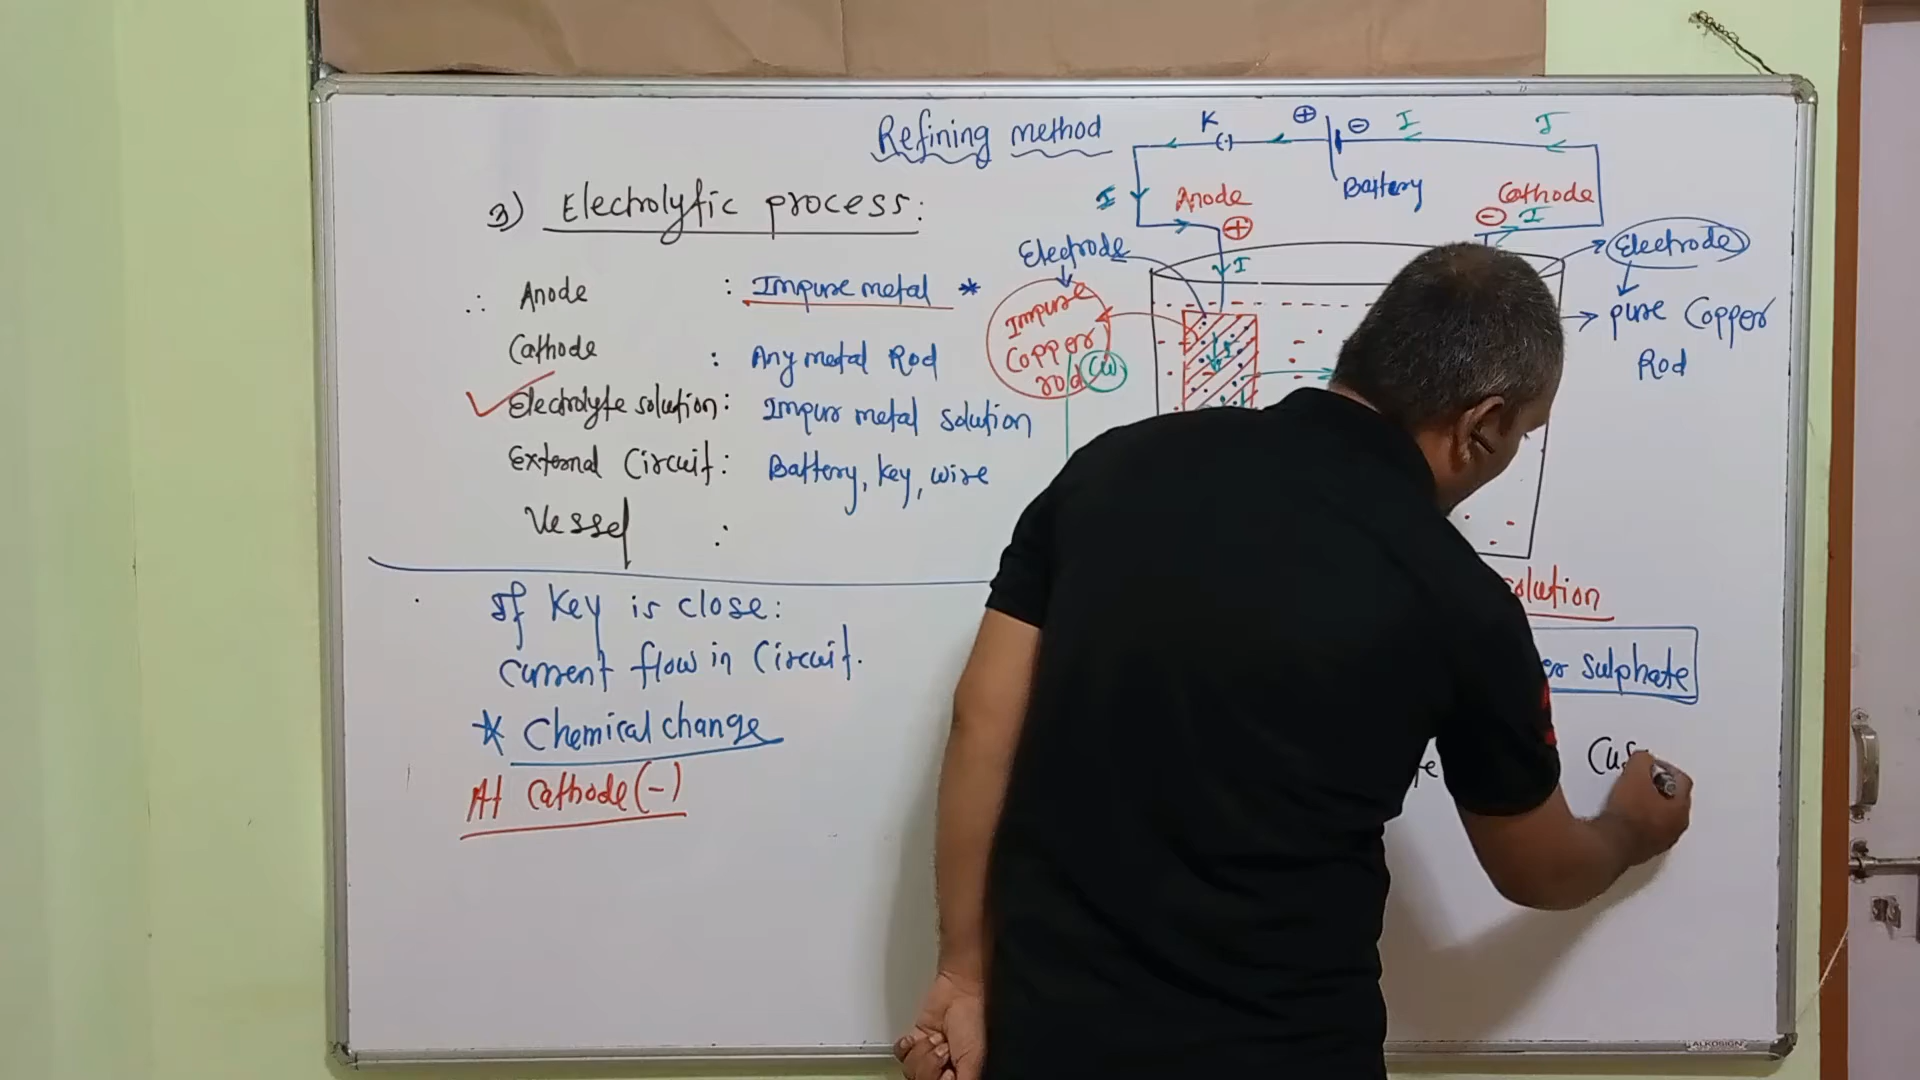 Refining method
3) Electrolytic process:
∴ Anode : Impure metal *
Cathode : Any metal Rod
Electrolyte solution: Impur metal solution
External Circuit: Battery, key, wire
Vessel :
If Key is close:
current flow in Circuit.
* Chemical change
At Cathode (-)
K ⊕ ⊖ I I
Battery
I Anode ⊕ I
Cathode ⊖ I
Electrode
Impure
Copper
rod (Cu)
I
Electrode
pure Copper
Rod
solution
sulphate
ALKOSIGN